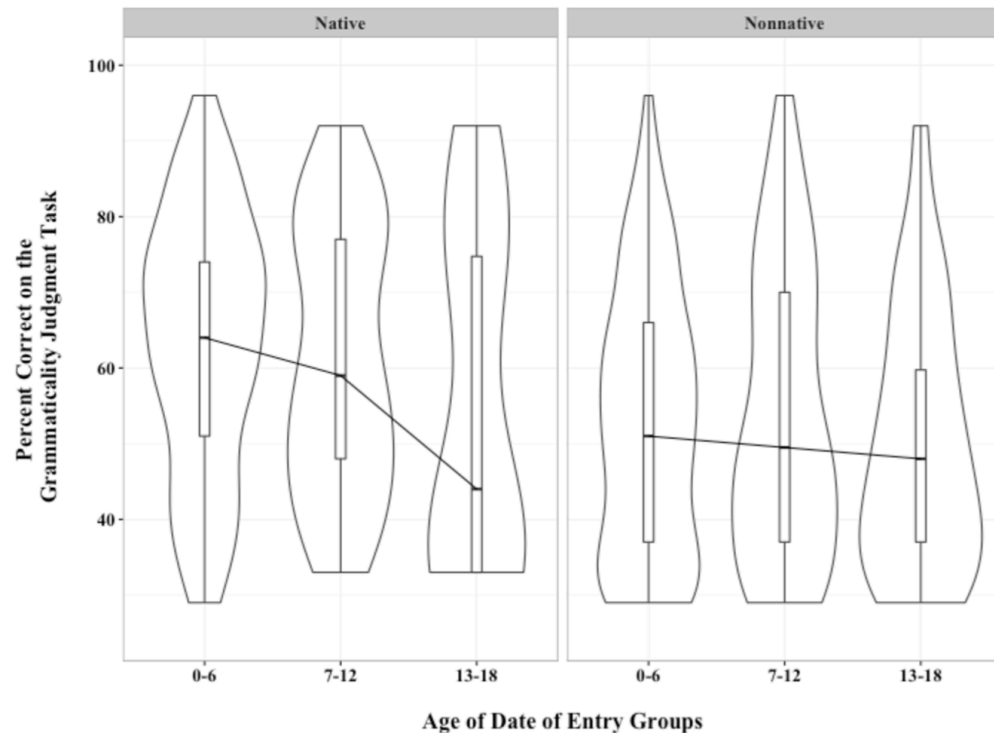 Native
Nonnative
100
80
60
40
Percent Correct on the
Grammaticality Judgment Task
0-6
7-12
13-18
0-6
7-12
13-18
Age of Date of Entry Groups